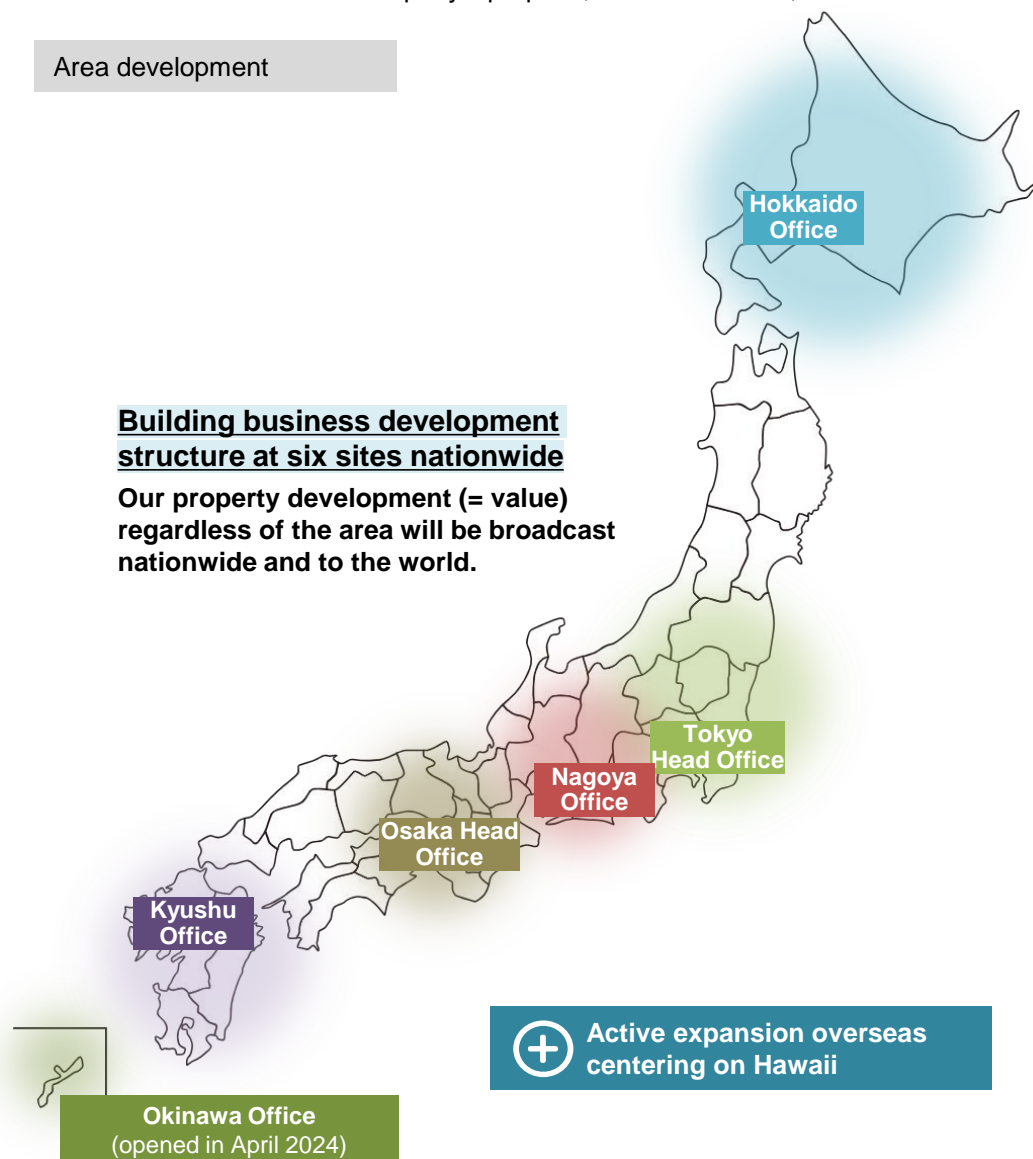 Area development
Hokkaido
Office
Building business development
structure at six sites nationwide
Our property development (= value)
regardless of the area will be broadcast
nationwide and to the world.
Tokyo
Head Office
Nagoya
Office
Osaka Head
Office
Kyushu
Office
Active expansion overseas
centering on Hawaii
Okinawa Office
(opened in April 2024)